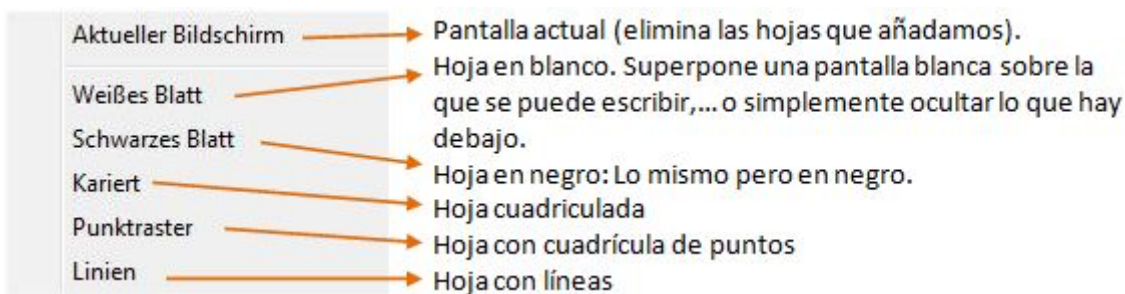 Aktueller Bildschirm
Pantalla actual (elimina las hojas que añadamos).
Weißes Blatt
Hoja en blanco. Superpone una pantalla blanca sobre la
que se puede escribir,... o simplemente ocultar lo que hay
debajo.
Schwarzes Blatt
Hoja en negro: Lo mismo pero en negro.
Kariert
Hoja cuadriculada
Punktraster
Hoja con cuadrícula de puntos
Linien
Hoja con líneas